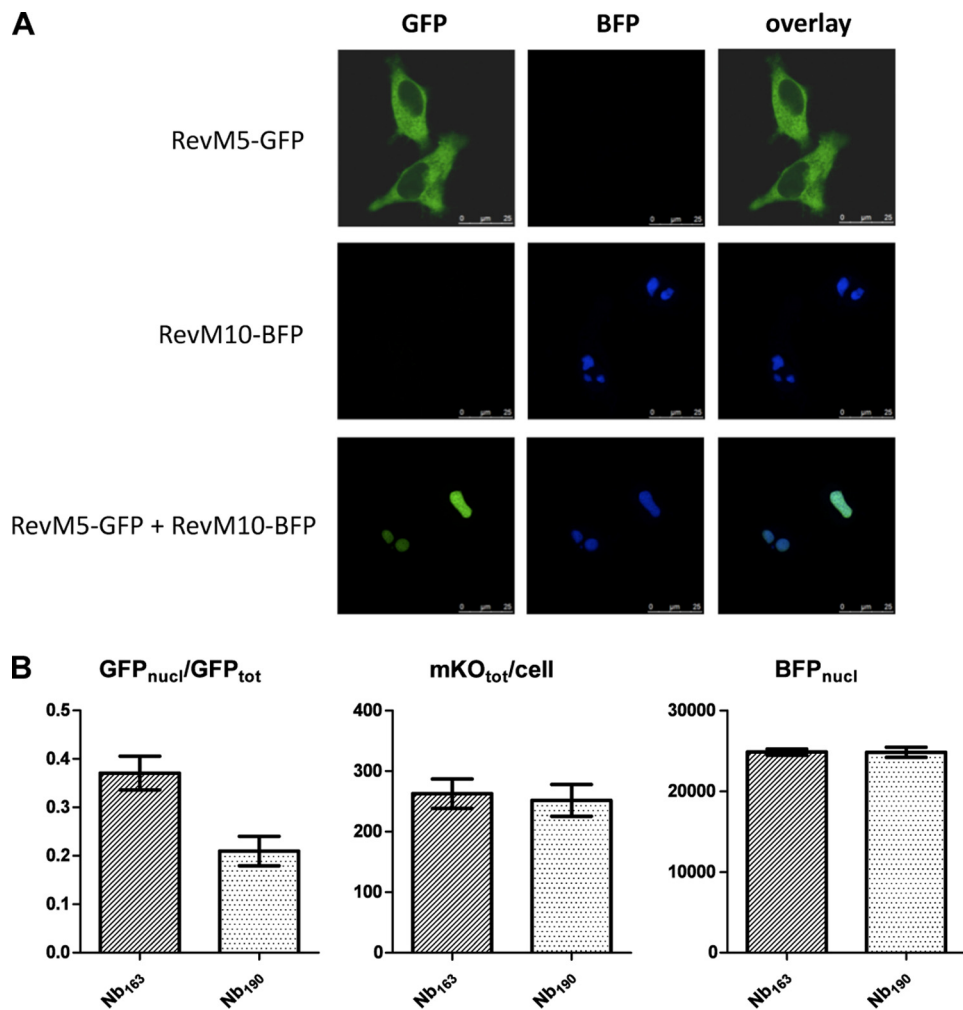 A
GFP BFP overlay
RevM5-GFP
0 µm 25 0 µm 25 0 µm 25
RevM10-BFP
0 µm 25 0 µm 25 0 µm 25
RevM5-GFP + RevM10-BFP
0 µm 25 0 µm 25 0 µm 25
B
GFPnucl/GFPtot
0.5
0.4
0.3
0.2
0.1
0.0
Nb163 Nb190
mKOtot/cell
400
300
200
100
0
Nb163 Nb190
BFPnucl
30000
20000
10000
0
Nb163 Nb190